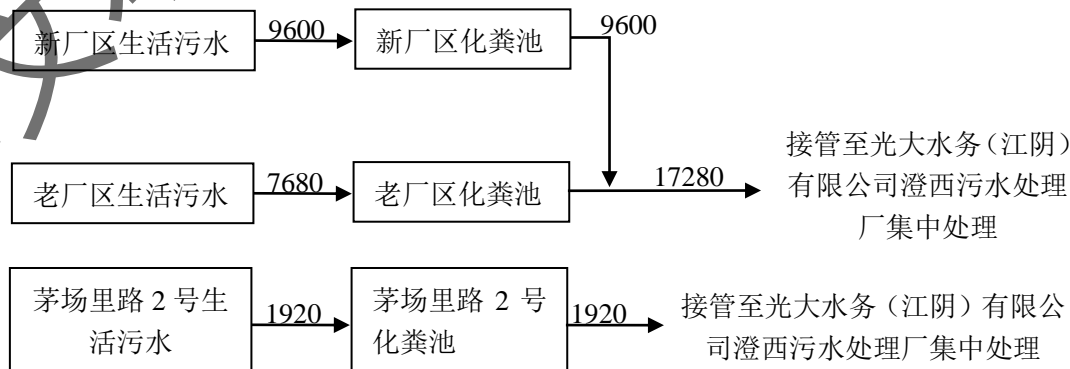 新厂区生活污水 9600 新厂区化粪池 9600
老厂区生活污水 7680 老厂区化粪池 17280
接管至光大水务（江阴）
有限公司澄西污水处理
厂集中处理
茅场里路 2 号生
活污水
1920
茅场里路 2 号
化粪池
1920
接管至光大水务（江阴）有限公
司澄西污水处理厂集中处理